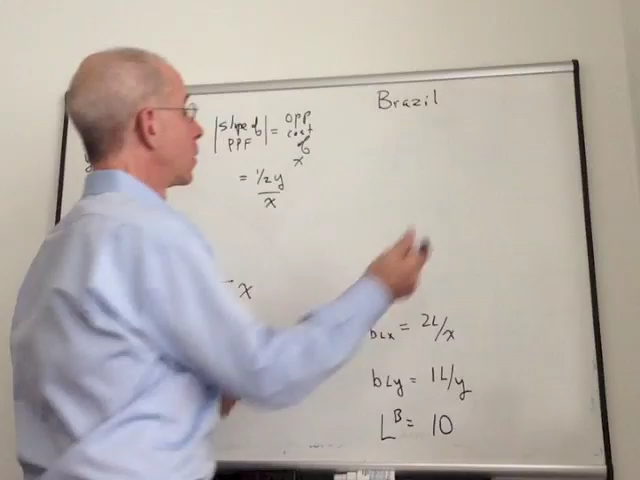 Brazil
|slope of PPF| = opp cost of x
= 1/2y
x
x
bLx = 2L/x
bLy = 1L/y
L^B = 10